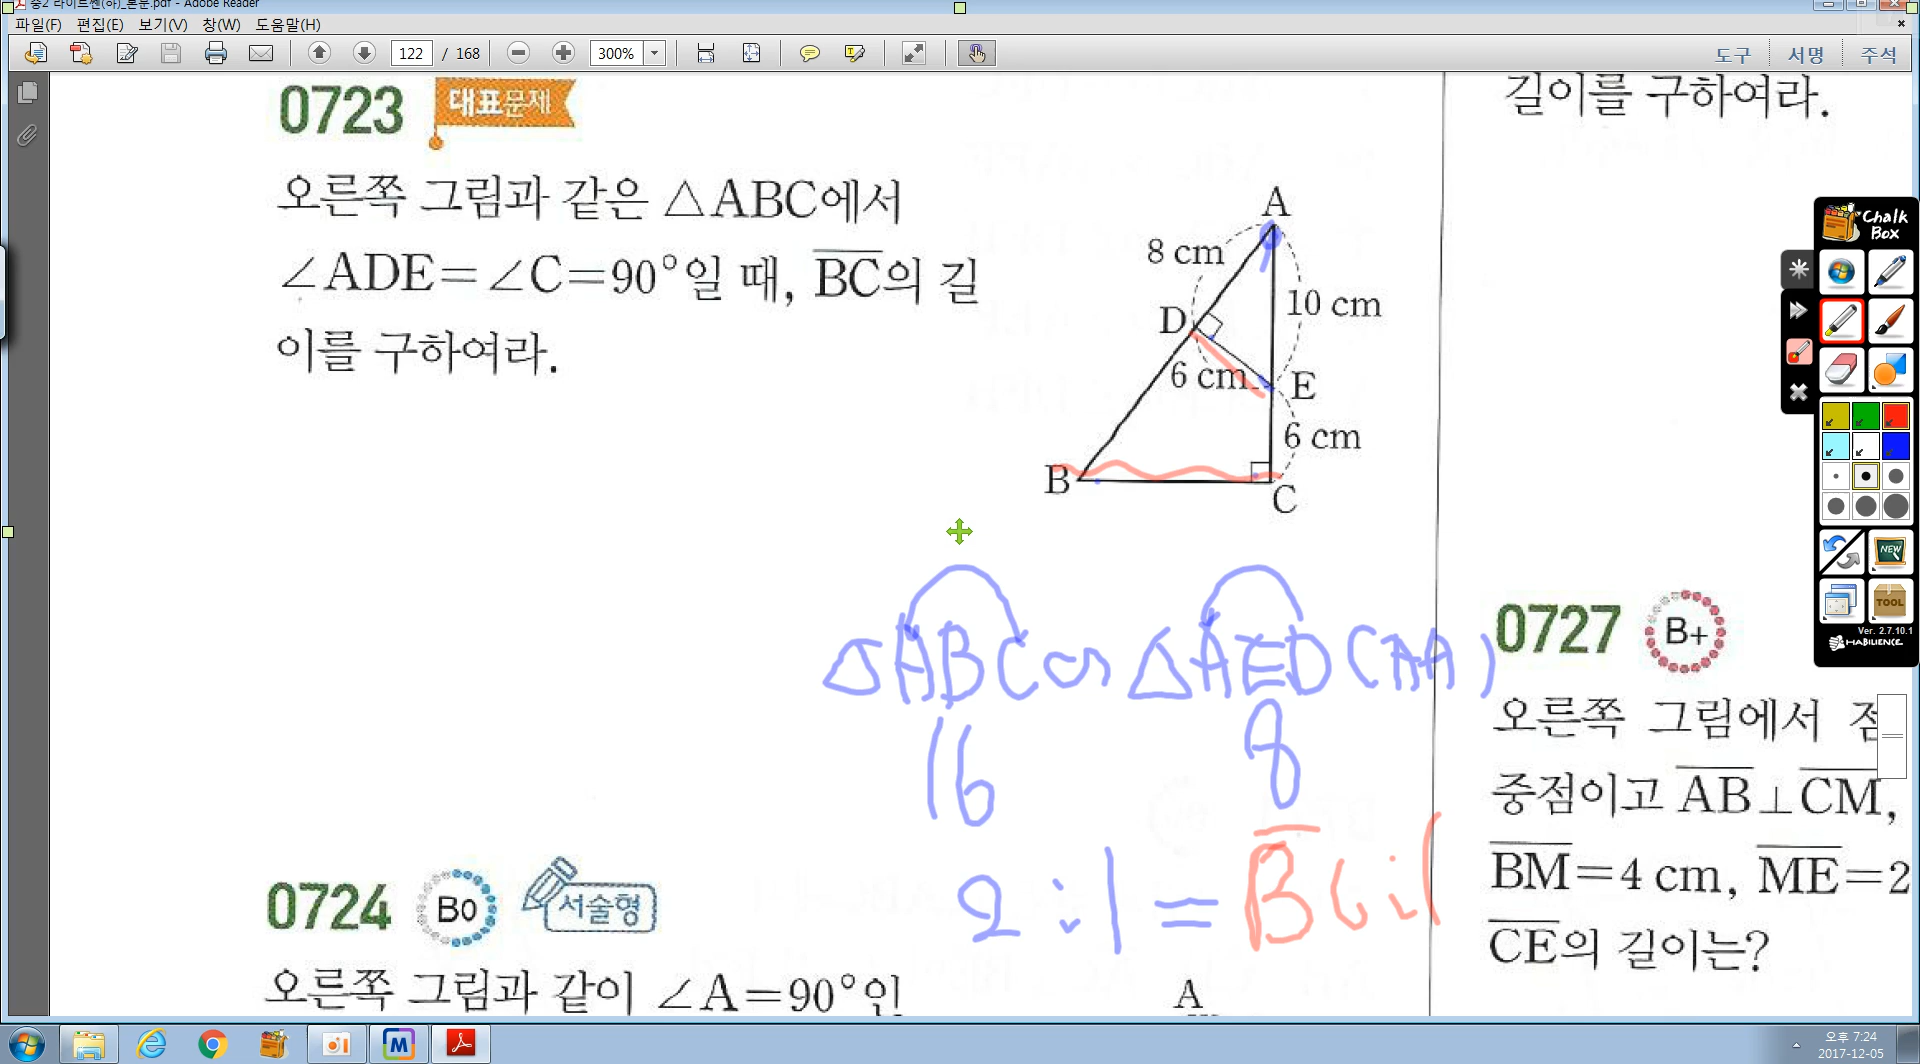 중2 라이트쎈(하)_본문.pdf - Adobe Reader
파일(F) 편집(E) 보기(V) 창(W) 도움말(H)
122 / 168 300% 도구 서명 주석
0723 대표문제
오른쪽 그림과 같은 △ABC에서
∠ADE=∠C=90°일 때, BC의 길
이를 구하여라.
A
8 cm
10 cm
D
6 cm
E
6 cm
B
C
△ABC∽△AED(AA)
16 8
2:1=B
0724 B0 서술형
오른쪽 그림과 같이 ∠A=90°인
A
길이를 구하여라.
0727 B+
오른쪽 그림에서 점
중점이고 AB⊥CM,
BM=4 cm, ME=2
CE의 길이는?
Chalk Box
NEW
TOOL
Ver. 2.7.10.1
HABILIENCE
오후 7:24
2017-12-05